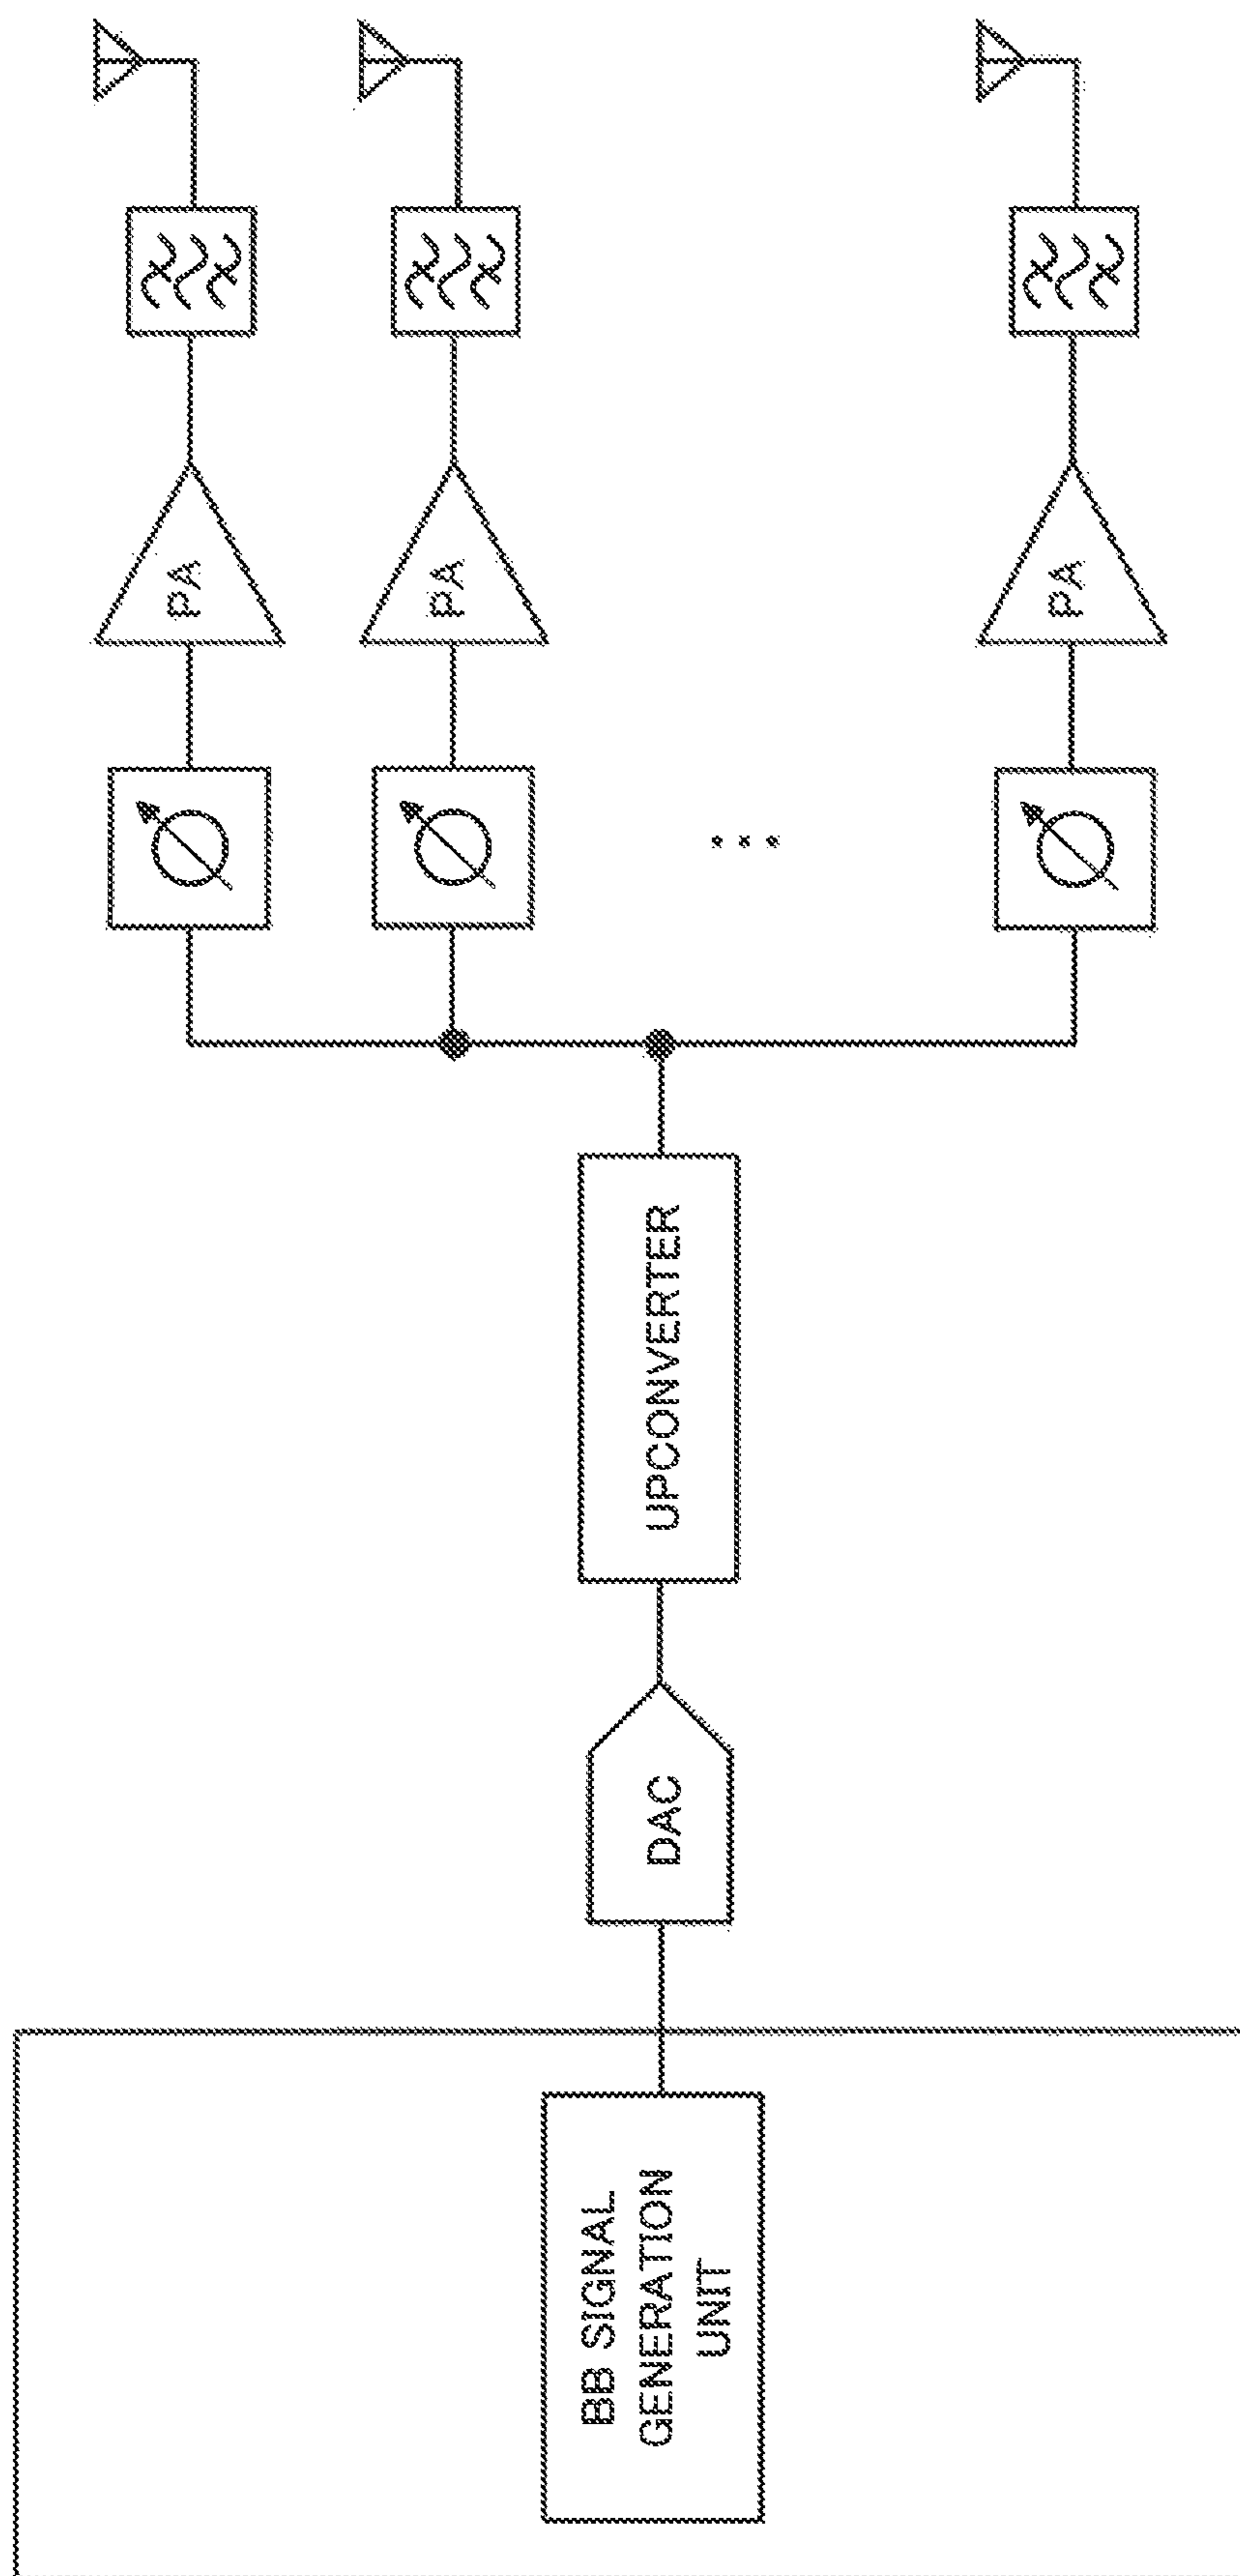 BB SIGNAL
GENERATION
UNIT
DAC
UPCONVERTER
PA
PA
...
PA